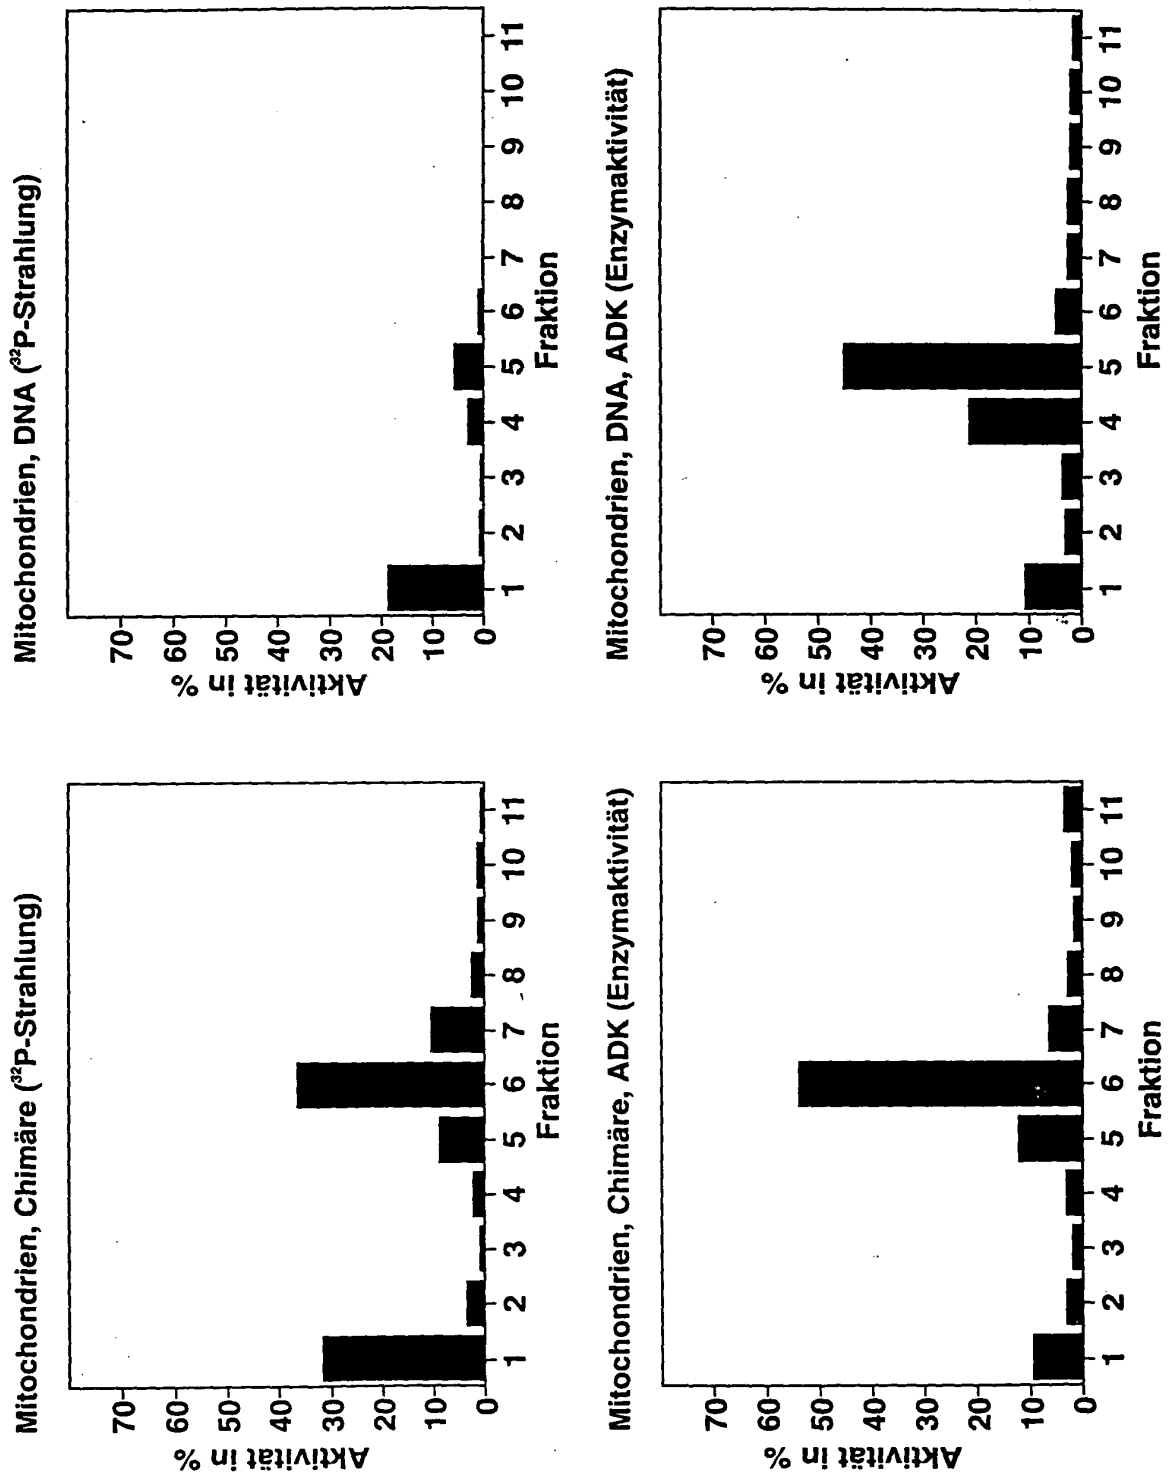 Mitochondrien, Chimäre (³²P-Strahlung)
Aktivität in %
70
60
50
40
30
20
10
0
1 2 3 4 5 6 7 8 9 10 11
Fraktion
Mitochondrien, DNA (³²P-Strahlung)
Aktivität in %
70
60
50
40
30
20
10
0
1 2 3 4 5 6 7 8 9 10 11
Fraktion
Mitochondrien, Chimäre, ADK (Enzymaktivität)
Aktivität in %
70
60
50
40
30
20
10
0
1 2 3 4 5 6 7 8 9 10 11
Fraktion
Mitochondrien, DNA, ADK (Enzymaktivität)
Aktivität in %
70
60
50
40
30
20
10
0
1 2 3 4 5 6 7 8 9 10 11
Fraktion